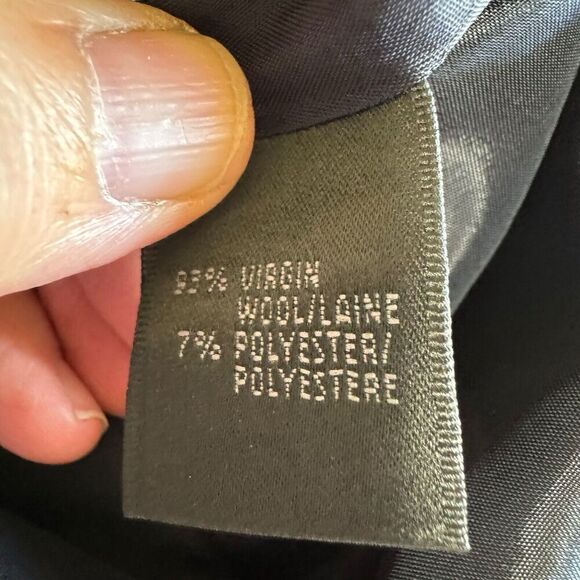 93% VIRGIN
WOOL/LAINE
7% POLYESTER/
POLYESTERE